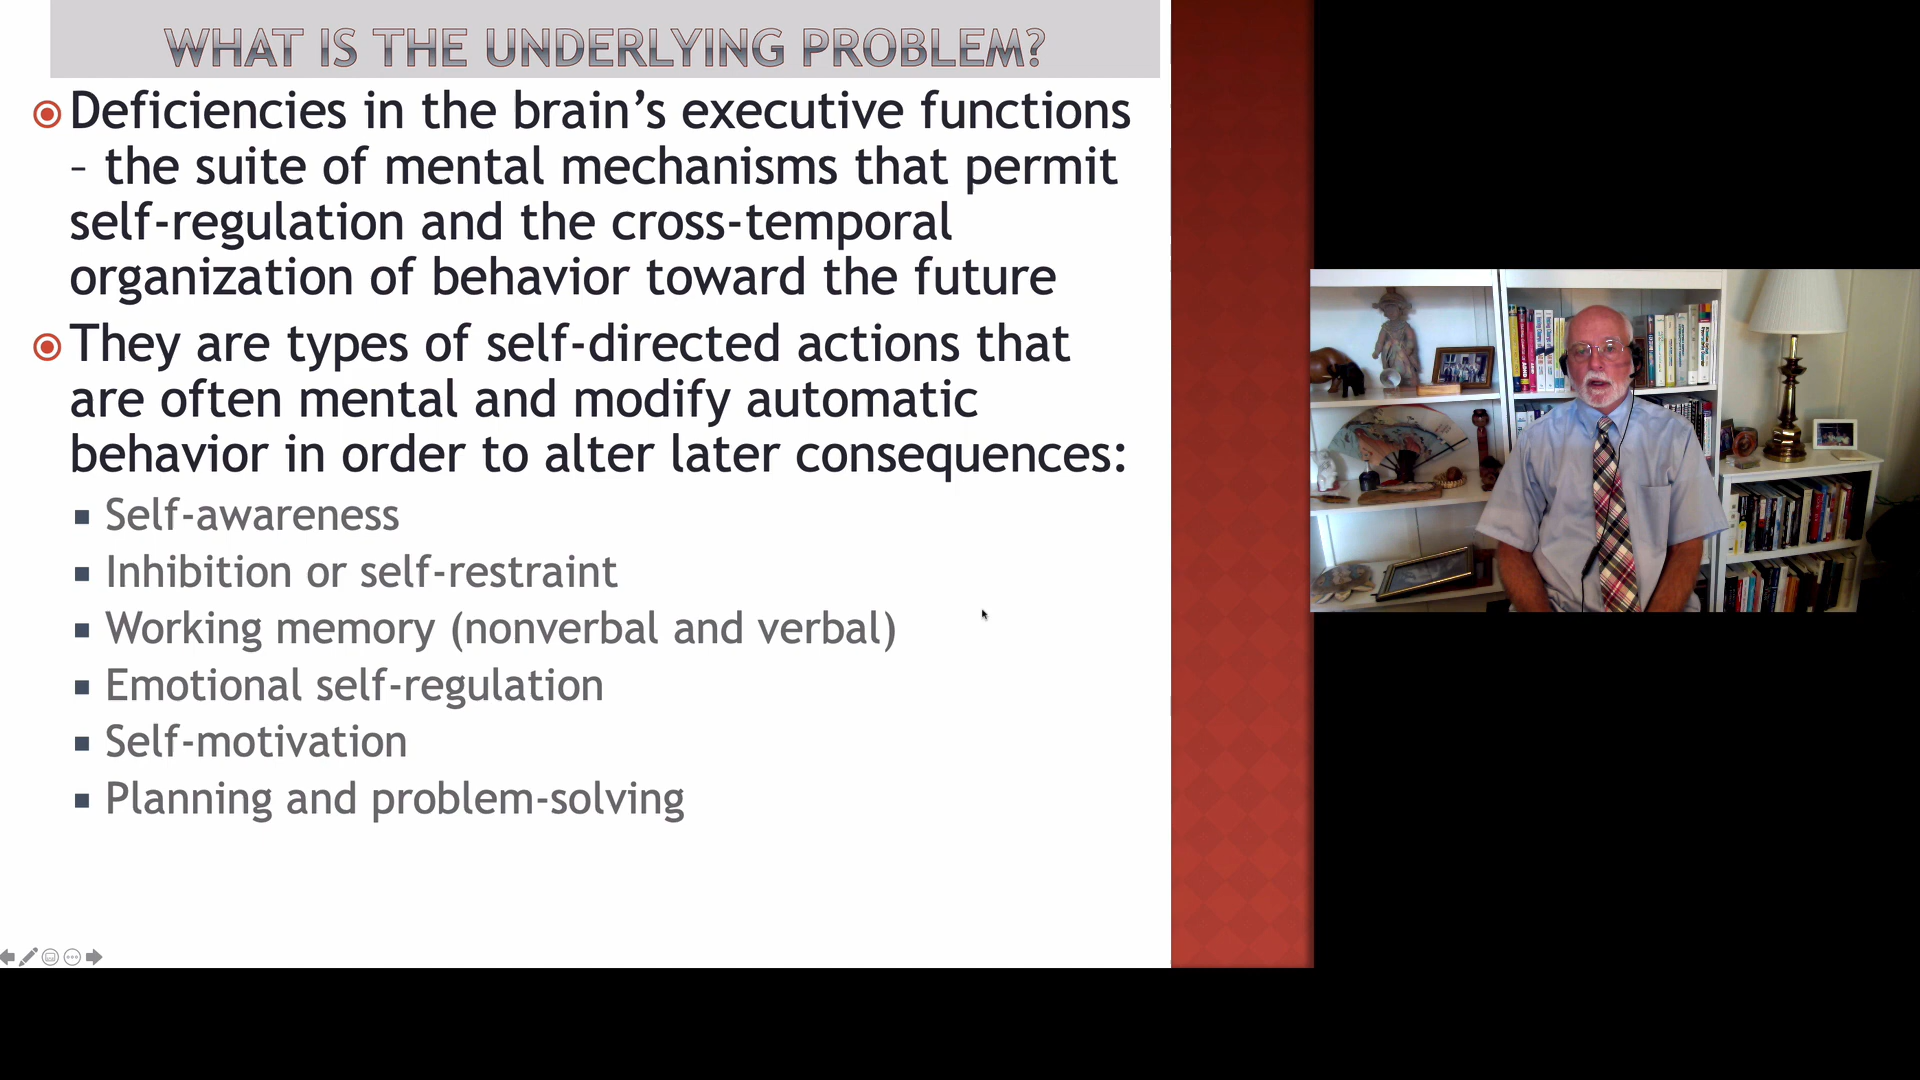 WHAT IS THE UNDERLYING PROBLEM?
Deficiencies in the brain’s executive functions
– the suite of mental mechanisms that permit
self-regulation and the cross-temporal
organization of behavior toward the future
They are types of self-directed actions that
are often mental and modify automatic
behavior in order to alter later consequences:
Self-awareness
Inhibition or self-restraint
Working memory (nonverbal and verbal)
Emotional self-regulation
Self-motivation
Planning and problem-solving